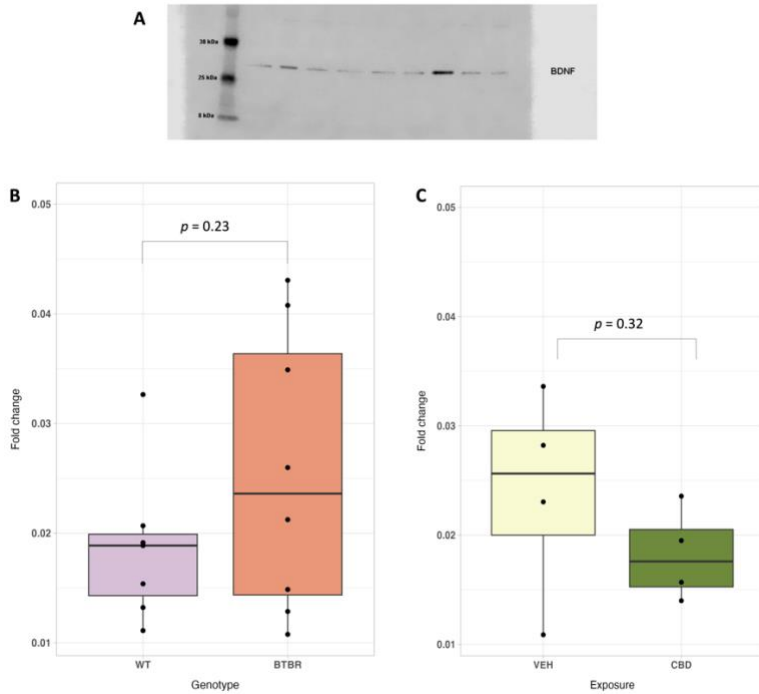 A
38 kDa
25 kDa
8 kDa
BDNF
B
0.05
0.04
0.03
0.02
0.01
Fold change
p = 0.23
WT
BTBR
Genotype
C
0.05
0.04
0.03
0.02
0.01
Fold change
p = 0.32
VEH
CBD
Exposure